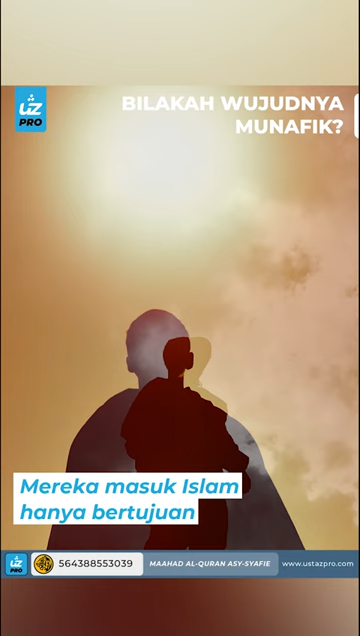 UZ
PRO
BILAKAH WUJUDNYA
MUNAFIK?
Mereka masuk Islam
hanya bertujuan
UZ
PRO
564388553039
MAAHAD AL-QURAN ASY-SYAFIE
www.ustazpro.com